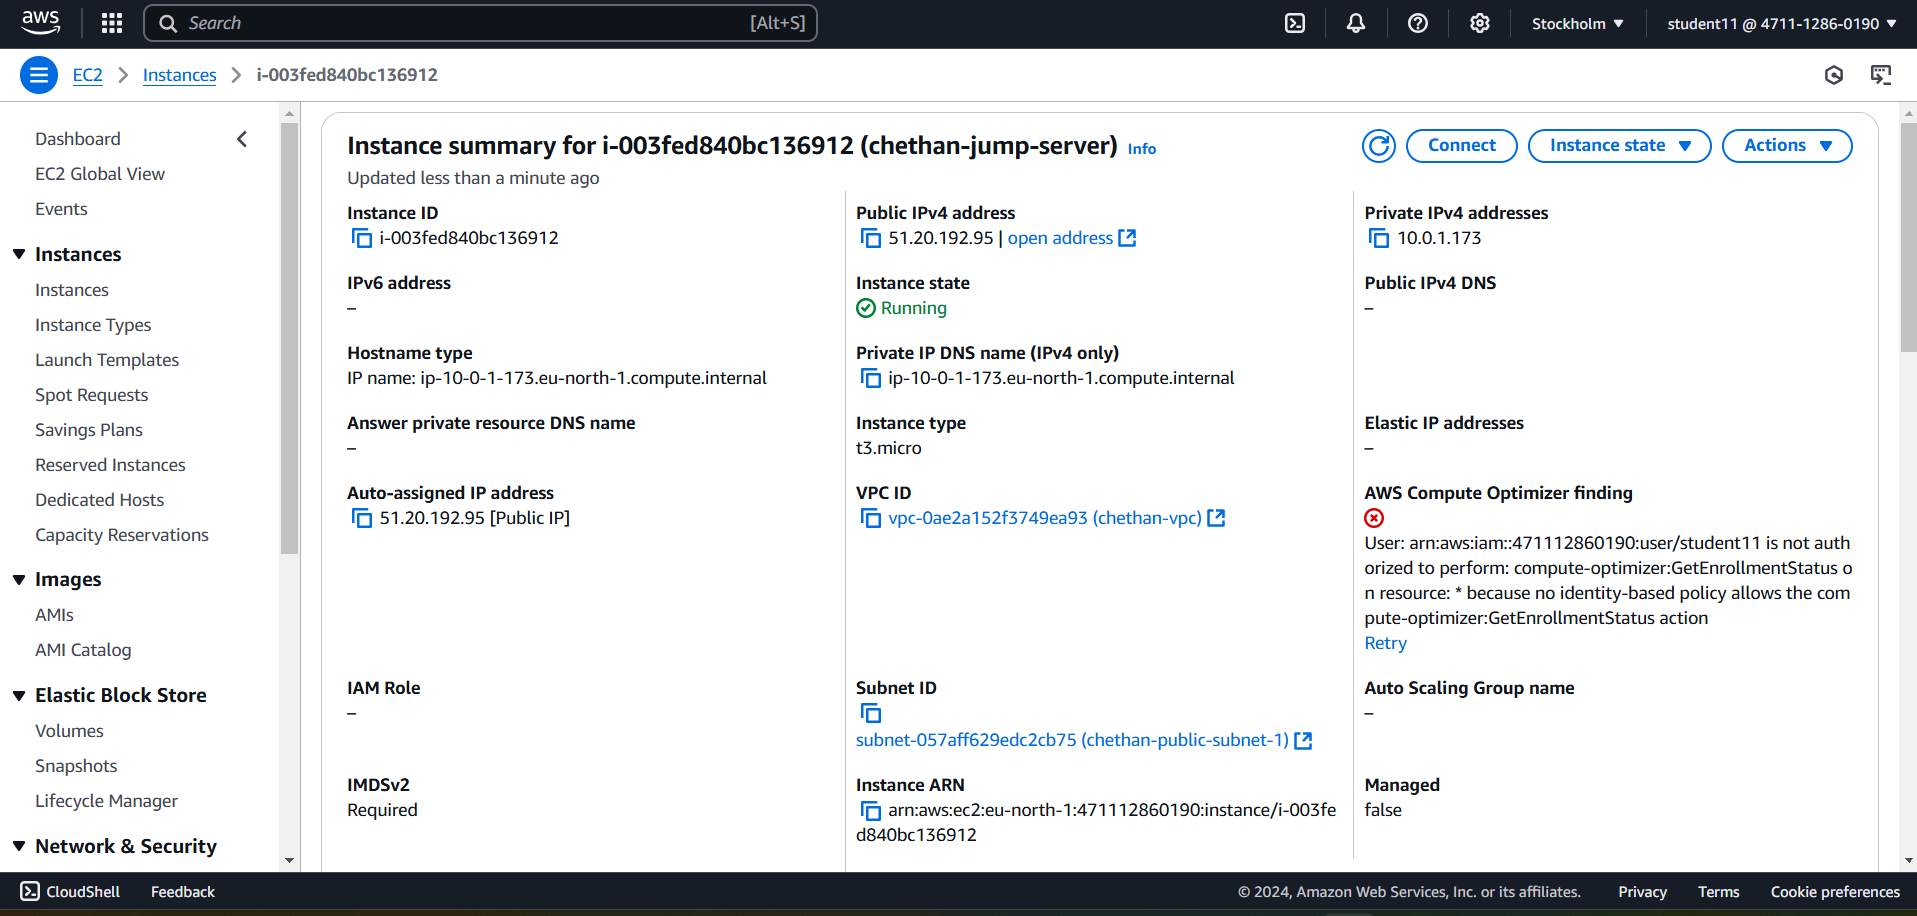 aws
Search
[Alt+S]
Stockholm
student11 @ 4711-1286-0190
EC2
Instances
i-003fed840bc136912
Dashboard
EC2 Global View
Events
Instances
Instances
Instance Types
Launch Templates
Spot Requests
Savings Plans
Reserved Instances
Dedicated Hosts
Capacity Reservations
Images
AMIs
AMI Catalog
Elastic Block Store
Volumes
Snapshots
Lifecycle Manager
Network & Security
Instance summary for i-003fed840bc136912 (chethan-jump-server) Info
Updated less than a minute ago
Connect
Instance state
Actions
Instance ID
i-003fed840bc136912
Public IPv4 address
51.20.192.95 | open address
Private IPv4 addresses
10.0.1.173
IPv6 address
–
Instance state
Running
Public IPv4 DNS
–
Hostname type
IP name: ip-10-0-1-173.eu-north-1.compute.internal
Private IP DNS name (IPv4 only)
ip-10-0-1-173.eu-north-1.compute.internal
Answer private resource DNS name
–
Instance type
t3.micro
Elastic IP addresses
–
Auto-assigned IP address
51.20.192.95 [Public IP]
VPC ID
vpc-0ae2a152f3749ea93 (chethan-vpc)
AWS Compute Optimizer finding
User: arn:aws:iam::471112860190:user/student11 is not auth
orized to perform: compute-optimizer:GetEnrollmentStatus o
n resource: * because no identity-based policy allows the com
pute-optimizer:GetEnrollmentStatus action
Retry
IAM Role
–
Subnet ID
subnet-057aff629edc2cb75 (chethan-public-subnet-1)
Auto Scaling Group name
–
IMDSv2
Required
Instance ARN
arn:aws:ec2:eu-north-1:471112860190:instance/i-003fe
d840bc136912
Managed
false
CloudShell
Feedback
© 2024, Amazon Web Services, Inc. or its affiliates.
Privacy
Terms
Cookie preferences